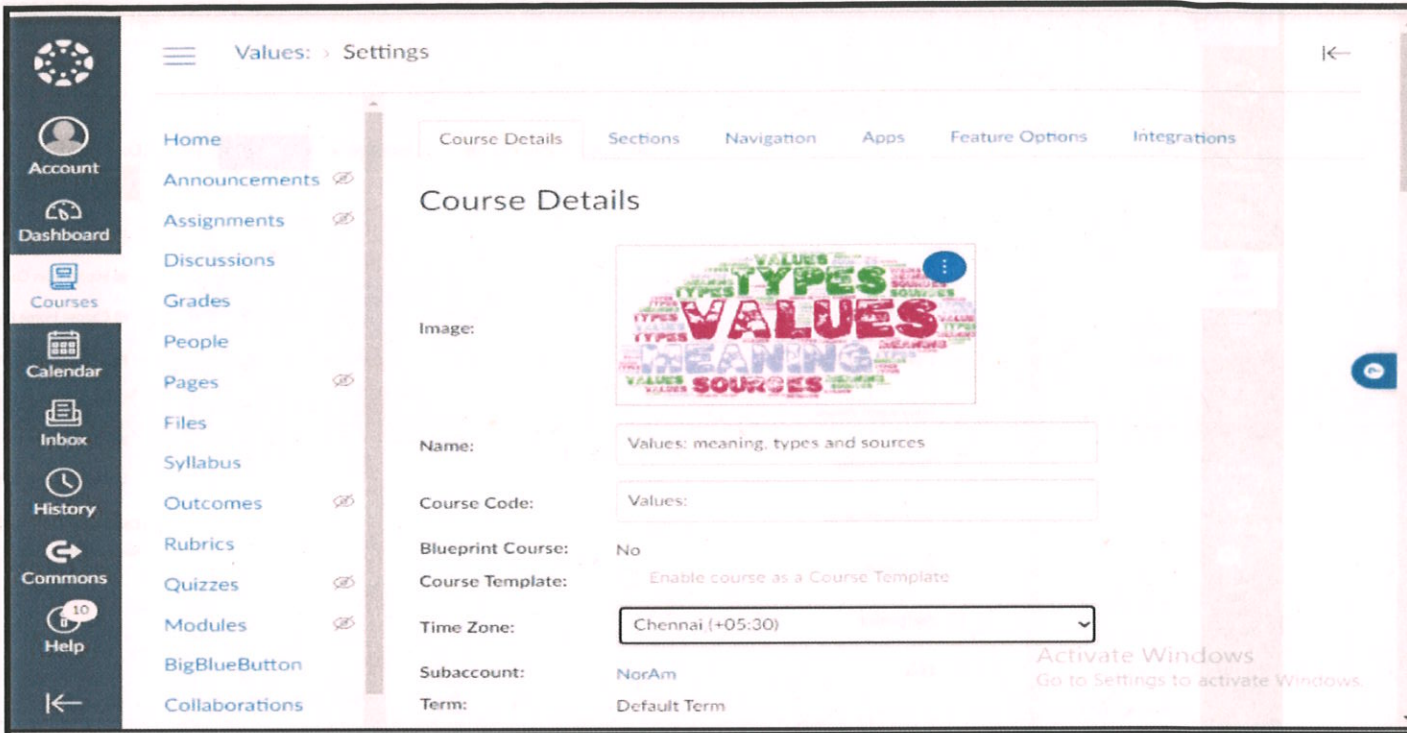 Values: › Settings
Account
Dashboard
Courses
Calendar
Inbox
History
Commons
10
Help
Home
Announcements
Assignments
Discussions
Grades
People
Pages
Files
Syllabus
Outcomes
Rubrics
Quizzes
Modules
BigBlueButton
Collaborations
Course Details Sections Navigation Apps Feature Options Integrations
Course Details
Image:
VALUES
TYPES
VALUES
MEANING
SOURCES
Name: Values: meaning, types and sources
Course Code: Values:
Blueprint Course: No
Course Template: Enable course as a Course Template
Time Zone: Chennai (+05:30)
Subaccount: NorAm
Term: Default Term
Activate Windows
Go to Settings to activate Windows.